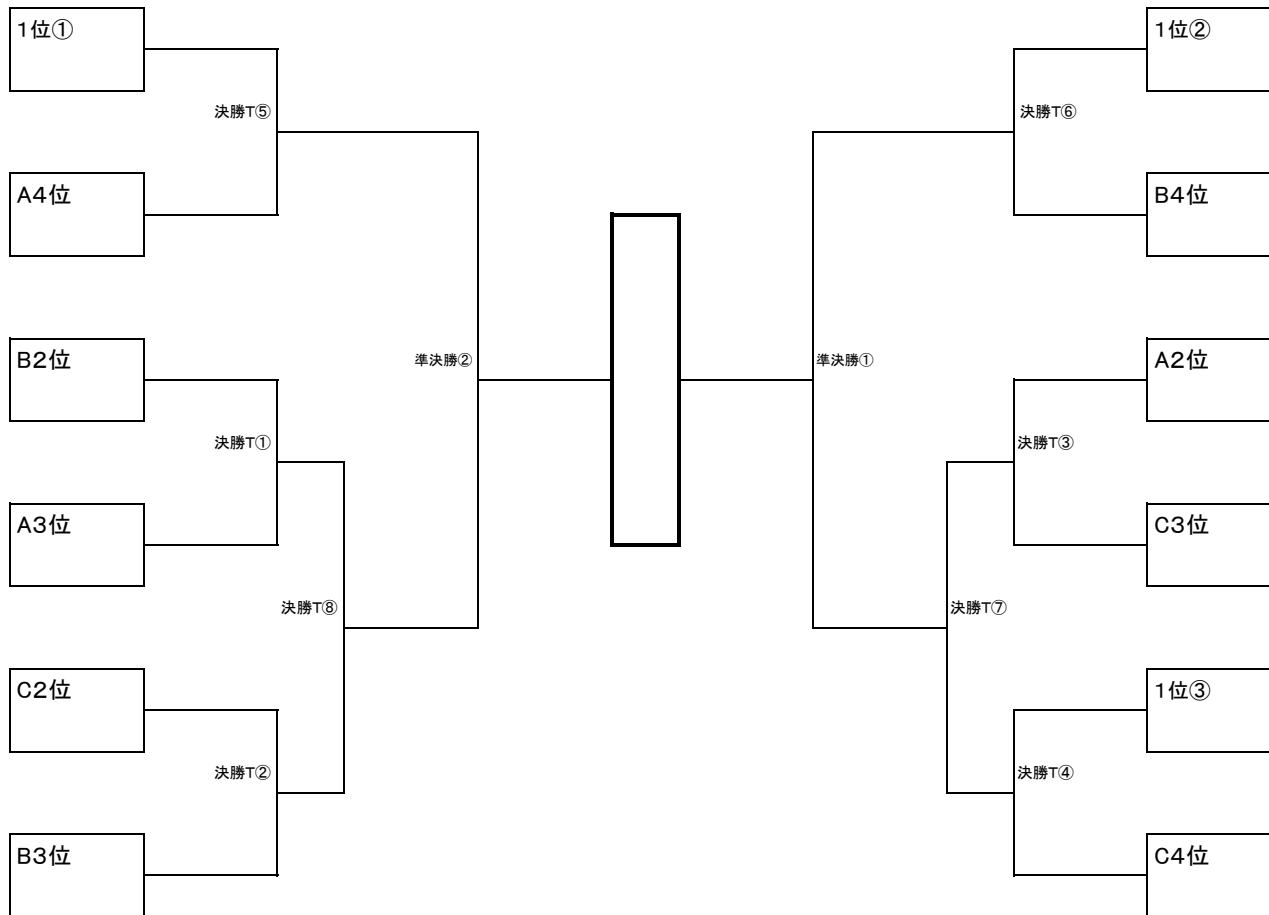 1位①
1位②
決勝T⑤
決勝T⑥
A4位
B4位
B2位
準決勝②
準決勝①
A2位
決勝T①
決勝T③
A3位
C3位
決勝T⑧
決勝T⑦
C2位
1位③
決勝T②
決勝T④
B3位
C4位